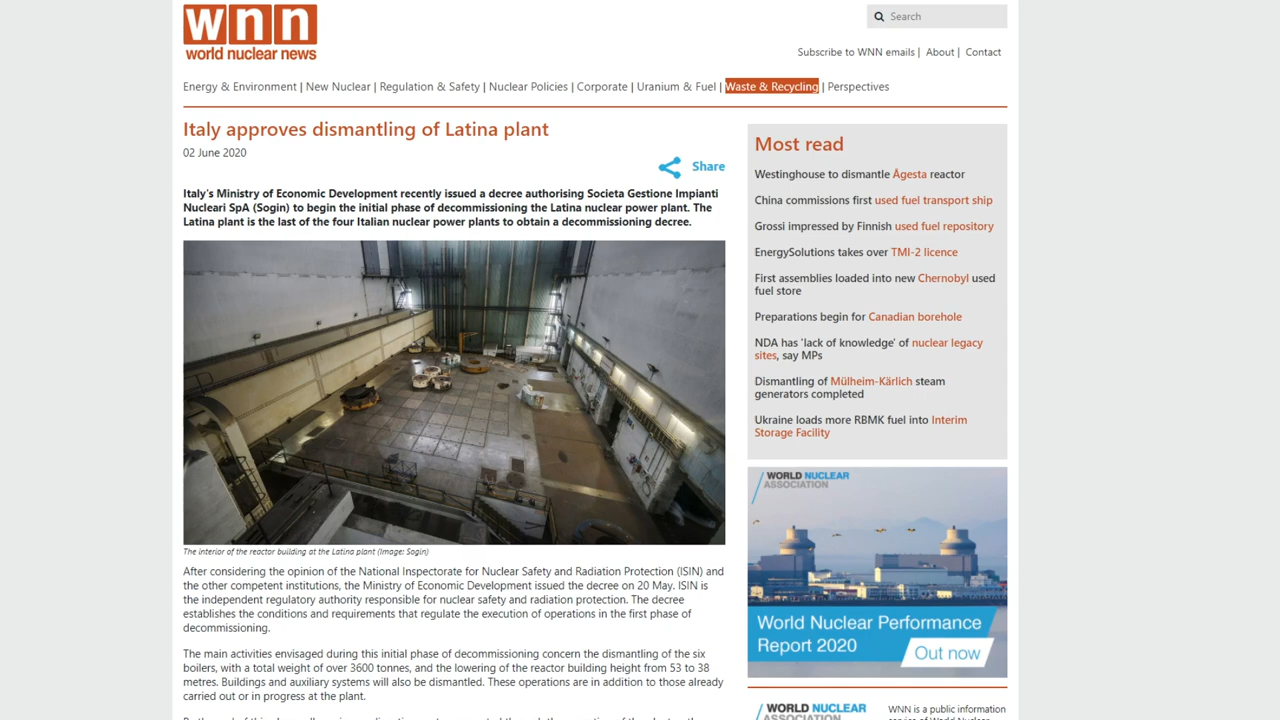 wnn
world nuclear news
Search
Subscribe to WNN emails | About | Contact
Energy & Environment | New Nuclear | Regulation & Safety | Nuclear Policies | Corporate | Uranium & Fuel | Waste & Recycling | Perspectives
Italy approves dismantling of Latina plant
02 June 2020
Share
Italy's Ministry of Economic Development recently issued a decree authorising Societa Gestione Impianti
Nucleari SpA (Sogin) to begin the initial phase of decommissioning the Latina nuclear power plant. The
Latina plant is the last of the four Italian nuclear power plants to obtain a decommissioning decree.
The interior of the reactor building at the Latina plant (Image: Sogin)
After considering the opinion of the National Inspectorate for Nuclear Safety and Radiation Protection (ISIN) and
the other competent institutions, the Ministry of Economic Development issued the decree on 20 May. ISIN is
the independent regulatory authority responsible for nuclear safety and radiation protection. The decree
establishes the conditions and requirements that regulate the execution of operations in the first phase of
decommissioning.
The main activities envisaged during this initial phase of decommissioning concern the dismantling of the six
boilers, with a total weight of over 3600 tonnes, and the lowering of the reactor building height from 53 to 38
metres. Buildings and auxiliary systems will also be dismantled. These operations are in addition to those already
carried out or in progress at the plant.
Most read
Westinghouse to dismantle Ågesta reactor
China commissions first used fuel transport ship
Grossi impressed by Finnish used fuel repository
EnergySolutions takes over TMI-2 licence
First assemblies loaded into new Chernobyl used
fuel store
Preparations begin for Canadian borehole
NDA has 'lack of knowledge' of nuclear legacy
sites, say MPs
Dismantling of Mülheim-Kärlich steam
generators completed
Ukraine loads more RBMK fuel into Interim
Storage Facility
WORLD NUCLEAR
ASSOCIATION
World Nuclear Performance
Report 2020
Out now
WORLD NUCLEAR
ASSOCIATION
WNN is a public information